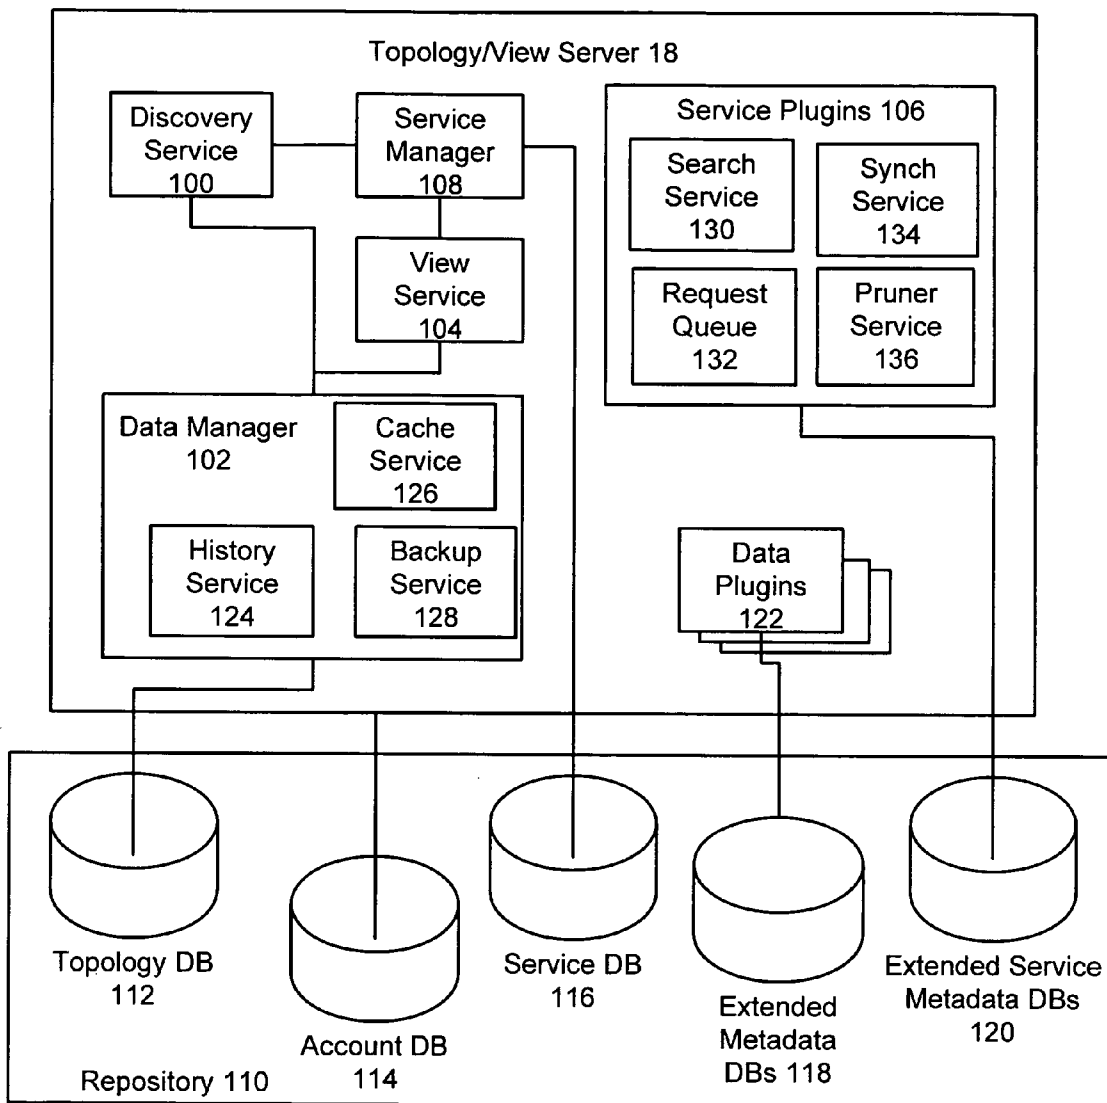 Topology/View Server 18
Discovery
Service
100
Service
Manager
108
Service Plugins 106
Search
Service
130
Synch
Service
134
View
Service
104
Request
Queue
132
Pruner
Service
136
Data Manager
102
Cache
Service
126
History
Service
124
Backup
Service
128
Data
Plugins
122
Topology DB
112
Account DB
114
Service DB
116
Extended
Metadata
DBs 118
Extended Service
Metadata DBs
120
Repository 110